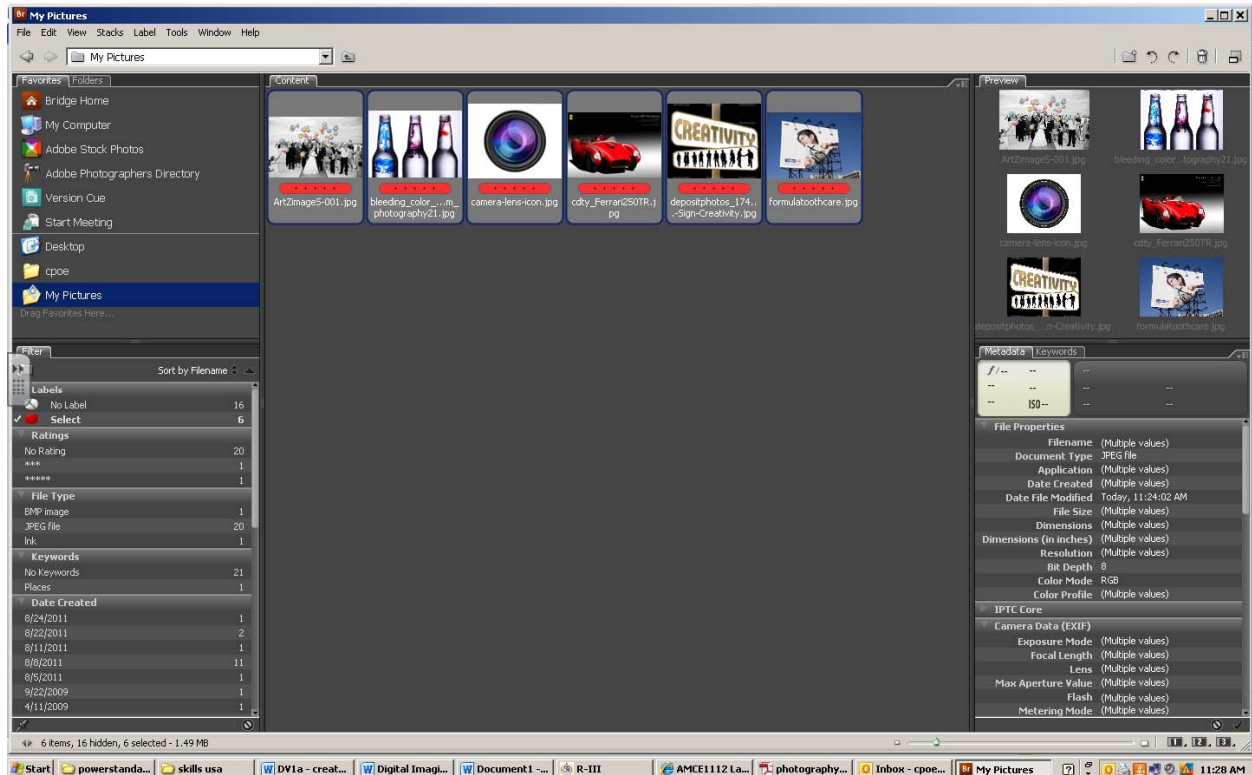 My Pictures
File Edit View Stacks Label Tools Window Help
My Pictures
Favorites Folders
Bridge Home
My Computer
Adobe Stock Photos
Adobe Photographers Directory
Version Cue
Start Meeting
Desktop
cpoe
My Pictures
Drag Favorites Here...
Filter
Sort by Filename
Labels
No Label 16
Select 6
Ratings
No Rating 20
*** 1
***** 1
File Type
BMP image 1
JPEG file 20
lnk 1
Keywords
No Keywords 21
Places 1
Date Created
8/24/2011 1
8/22/2011 2
8/11/2011 1
8/8/2011 11
8/5/2011 1
9/22/2009 1
4/11/2009 1
Content
CREATIVITY
ArtZimageS-001.jpg
bleeding_color_...m_
photography21.jpg
camera-lens-icon.jpg
cdty_Ferrari250TR.j
pg
depositphotos_174..
.-Sign-Creativity.jpg
formulatoothcare.jpg
Preview
ArtZimageS-001.jpg bleeding_color...tography21.jpg
camera-lens-icon.jpg cdty_Ferrari250TR.jpg
CREATIVITY
depositphotos_...n-Creativity.jpg formulatoothcare.jpg
Metadata Keywords
f/-- -- --
-- -- -- --
-- ISO-- -- --
File Properties
Filename (Multiple values)
Document Type JPEG file
Application (Multiple values)
Date Created (Multiple values)
Date File Modified Today, 11:24:02 AM
File Size (Multiple values)
Dimensions (Multiple values)
Dimensions (in inches) (Multiple values)
Resolution (Multiple values)
Bit Depth 8
Color Mode RGB
Color Profile (Multiple values)
IPTC Core
Camera Data (EXIF)
Exposure Mode (Multiple values)
Focal Length (Multiple values)
Lens (Multiple values)
Max Aperture Value (Multiple values)
Flash (Multiple values)
Metering Mode (Multiple values)
6 items, 16 hidden, 6 selected - 1.49 MB
1 2 3
Start powerstanda... skills usa DV1a - creat... Digital Imagi... Document1 -... R-III AMCE1112 La... photography... Inbox - cpoe... Br My Pictures 11:28 AM